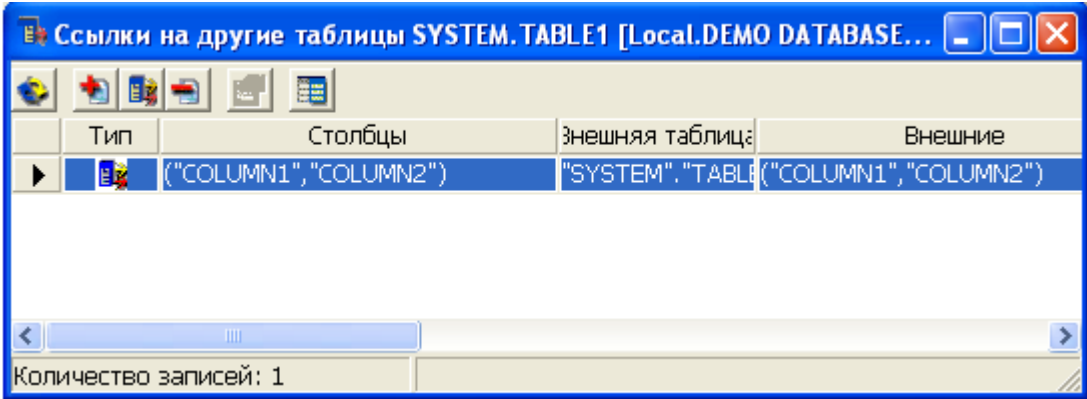 Ссылки на другие таблицы SYSTEM.TABLE1 [Local.DEMO DATABASE...
Тип Столбцы Внешняя таблица Внешние
("COLUMN1","COLUMN2") "SYSTEM"."TABLE ("COLUMN1","COLUMN2")
Количество записей: 1